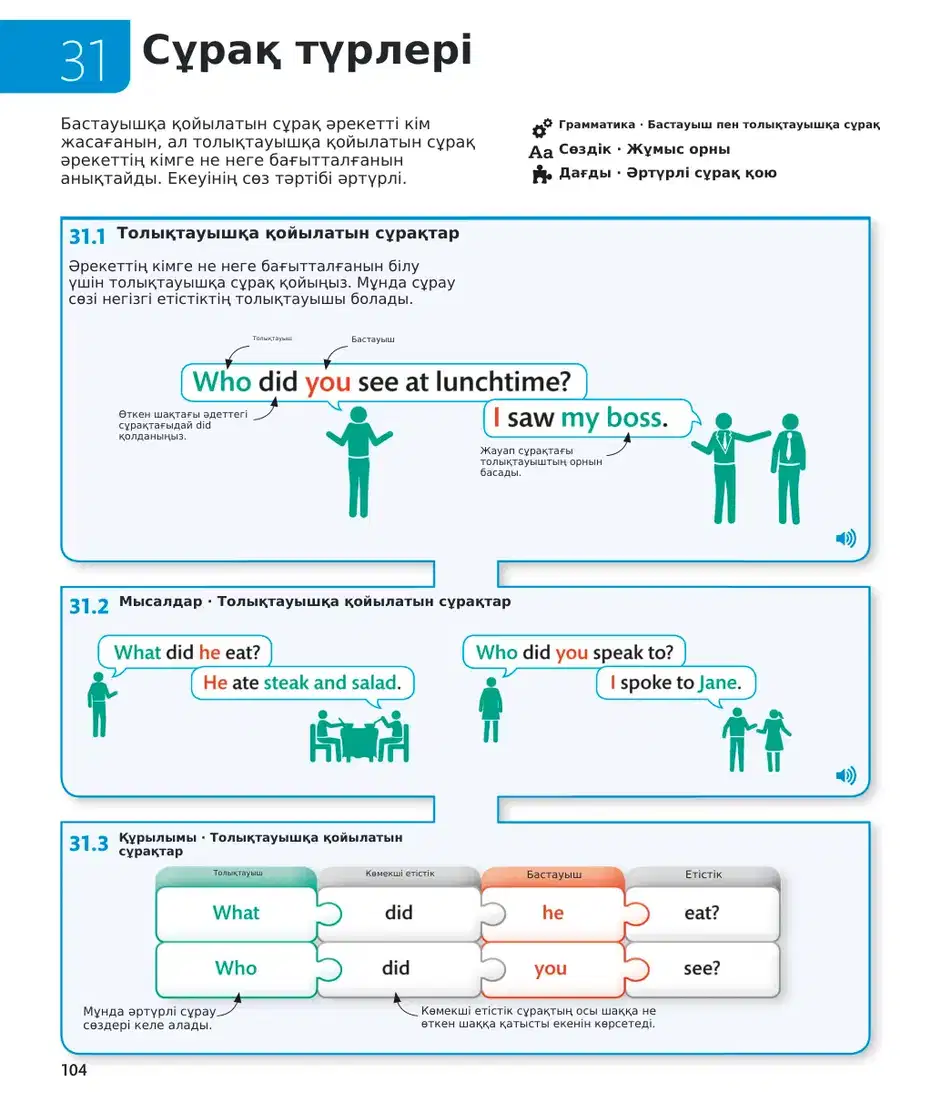 31
Сұрақ түрлері
Бастауышқа қойылатын сұрақ әрекетті кім
жасағанын, ал толықтауышқа қойылатын сұрақ
әрекеттің кімге не неге бағытталғанын
анықтайды. Екеуінің сөз тәртібі әртүрлі.
Грамматика · Бастауыш пен толықтауышқа сұрақ
Aa Сөздік · Жұмыс орны
Дағды · Әртүрлі сұрақ қою
31.1 Толықтауышқа қойылатын сұрақтар
Әрекеттің кімге не неге бағытталғанын білу
үшін толықтауышқа сұрақ қойыңыз. Мұнда сұрау
сөзі негізгі етістіктің толықтауышы болады.
Толықтауыш
Бастауыш
Who did you see at lunchtime?
Өткен шақтағы әдеттегі
сұрақтағыдай did
қолданыңыз.
I saw my boss.
Жауап сұрақтағы
толықтауыштың орнын
басады.
31.2 Мысалдар · Толықтауышқа қойылатын сұрақтар
What did he eat?
He ate steak and salad.
Who did you speak to?
I spoke to Jane.
31.3 Құрылымы · Толықтауышқа қойылатын
сұрақтар
Толықтауыш Көмекші етістік Бастауыш Етістік
What did he eat?
Who did you see?
Мұнда әртүрлі сұрау
сөздері келе алады.
Көмекші етістік сұрақтың осы шаққа не
өткен шаққа қатысты екенін көрсетеді.
104